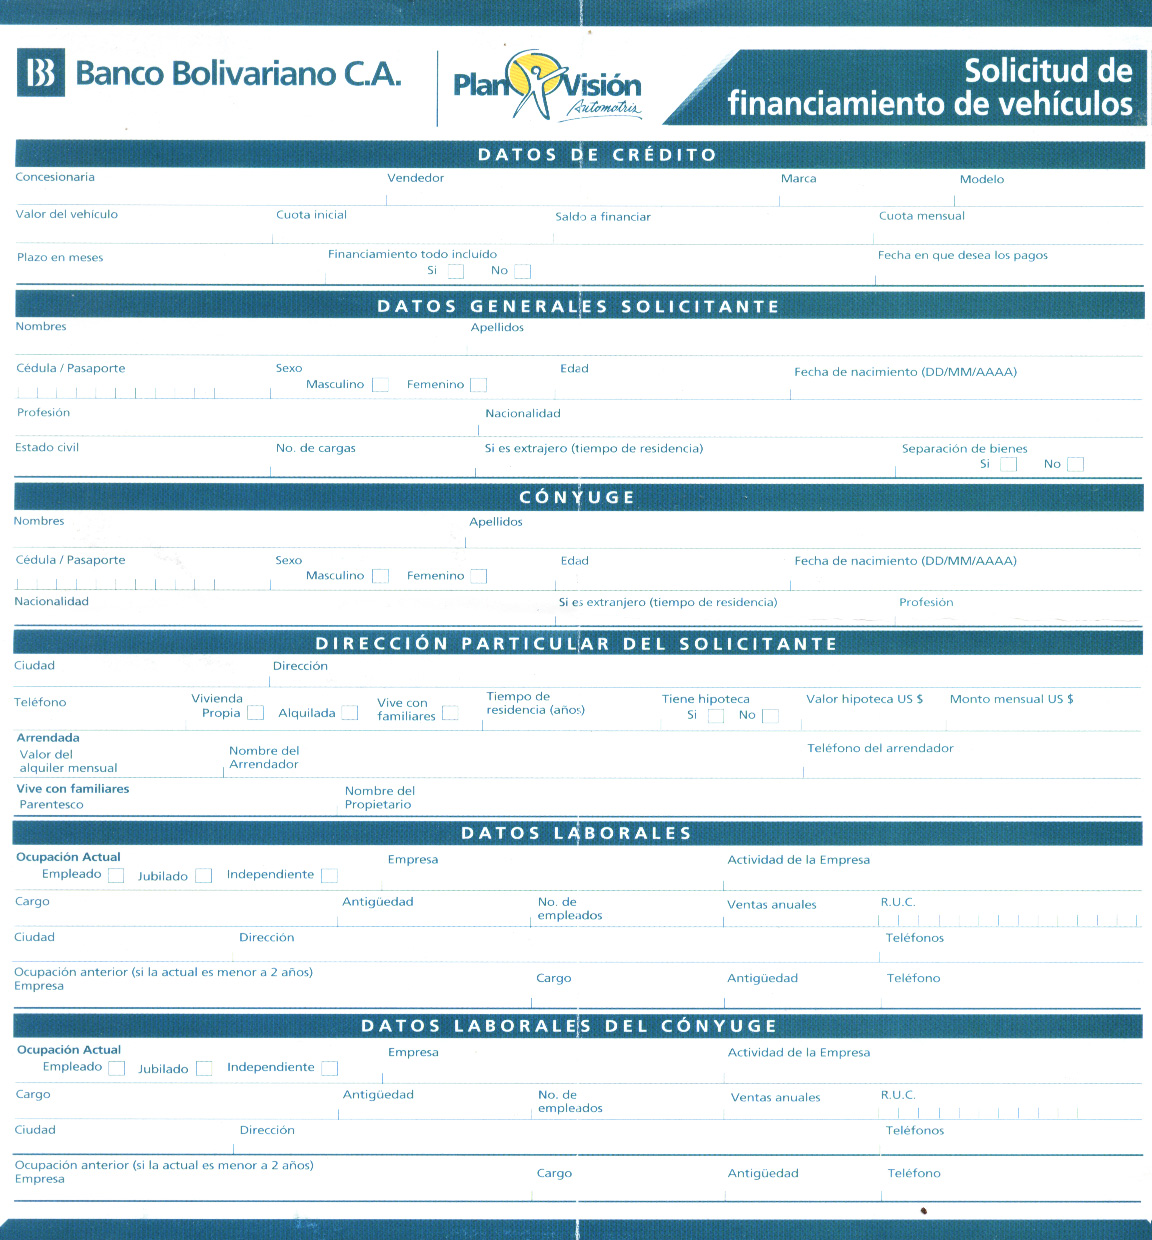 BB Banco Bolivariano C.A.
Plan Visión
Automotriz
Solicitud de
financiamiento de vehículos
DATOS DE CRÉDITO
Concesionaria Vendedor Marca Modelo
Valor del vehículo Cuota inicial Saldo a financiar Cuota mensual
Plazo en meses Financiamiento todo incluido Fecha en que desea los pagos
Si No
DATOS GENERALES SOLICITANTE
Nombres Apellidos
Cédula / Pasaporte Sexo Edad Fecha de nacimiento (DD/MM/AAAA)
Masculino Femenino
Profesión Nacionalidad
Estado civil No. de cargas Si es extrajero (tiempo de residencia) Separación de bienes
Si No
CÓNYUGE
Nombres Apellidos
Cédula / Pasaporte Sexo Edad Fecha de nacimiento (DD/MM/AAAA)
Masculino Femenino
Nacionalidad Si es extranjero (tiempo de residencia) Profesión
DIRECCIÓN PARTICULAR DEL SOLICITANTE
Ciudad Dirección
Teléfono Vivienda Vive con Tiempo de Tiene hipoteca Valor hipoteca US $ Monto mensual US $
Propia Alquilada familiares residencia (años) Si No
Arrendada
Valor del Nombre del Teléfono del arrendador
alquiler mensual Arrendador
Vive con familiares Nombre del
Parentesco Propietario
DATOS LABORALES
Ocupación Actual Empresa Actividad de la Empresa
Empleado Jubilado Independiente
Cargo Antigüedad No. de Ventas anuales R.U.C.
empleados
Ciudad Dirección Teléfonos
Ocupación anterior (si la actual es menor a 2 años) Cargo Antigüedad Teléfono
Empresa
DATOS LABORALES DEL CÓNYUGE
Ocupación Actual Empresa Actividad de la Empresa
Empleado Jubilado Independiente
Cargo Antigüedad No. de Ventas anuales R.U.C.
empleados
Ciudad Dirección Teléfonos
Ocupación anterior (si la actual es menor a 2 años) Cargo Antigüedad Teléfono
Empresa